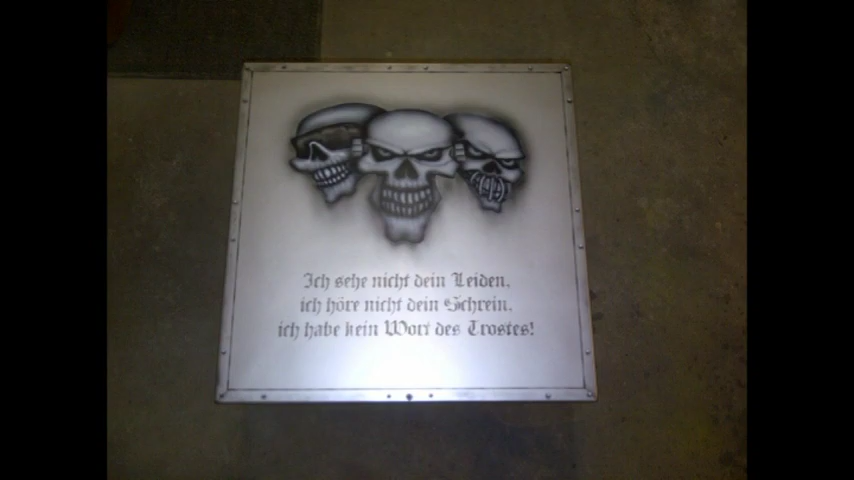 Ich sehe nicht dein Leiden,
ich höre nicht dein Schrein,
ich habe kein Wort des Trostes!